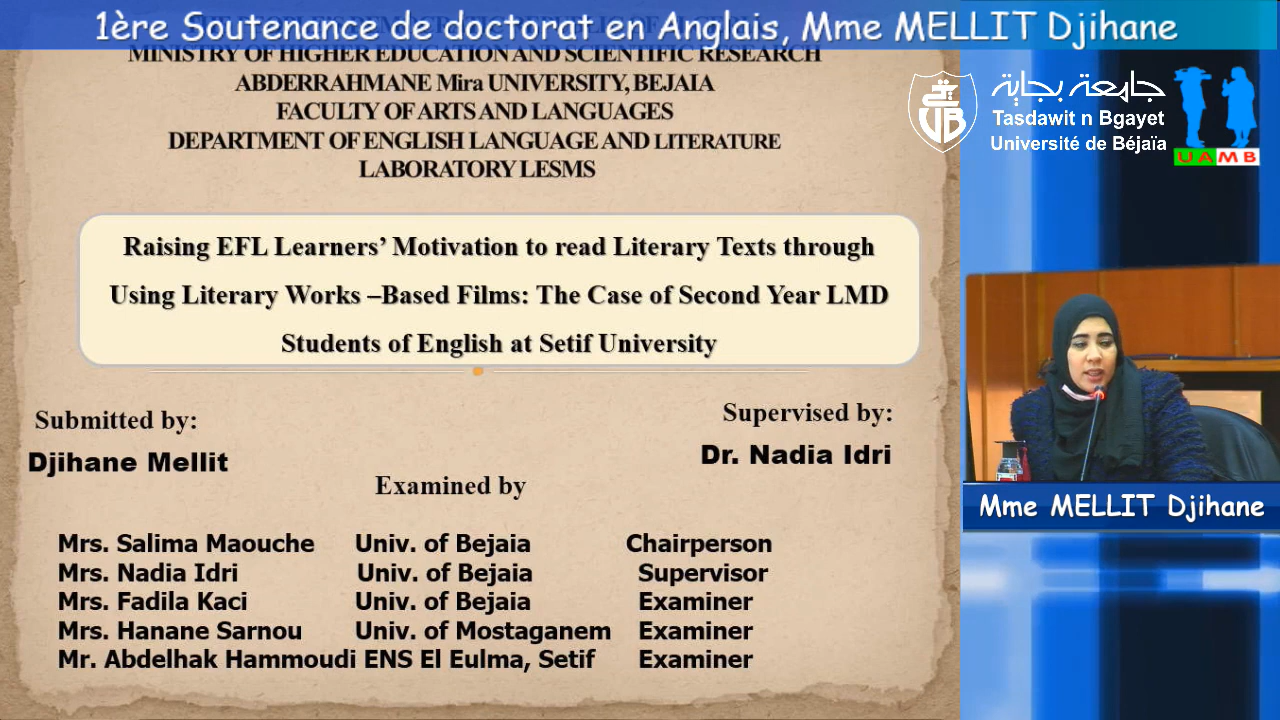 1ère Soutenance de doctorat en Anglais, Mme MELLIT Djihane
MINISTRY OF HIGHER EDUCATION AND SCIENTIFIC RESEARCH
ABDERRAHMANE Mira UNIVERSITY, BEJAIA
FACULTY OF ARTS AND LANGUAGES
DEPARTMENT OF ENGLISH LANGUAGE AND LITERATURE
LABORATORY LESMS
جامعة بجاية
Tasdawit n Bgayet
Université de Béjaïa
UAMB
Raising EFL Learners’ Motivation to read Literary Texts through
Using Literary Works –Based Films: The Case of Second Year LMD
Students of English at Setif University
Submitted by:
Djihane Mellit
Supervised by:
Dr. Nadia Idri
Examined by
Mrs. Salima Maouche Univ. of Bejaia Chairperson
Mrs. Nadia Idri Univ. of Bejaia Supervisor
Mrs. Fadila Kaci Univ. of Bejaia Examiner
Mrs. Hanane Sarnou Univ. of Mostaganem Examiner
Mr. Abdelhak Hammoudi ENS El Eulma, Setif Examiner
Mme MELLIT Djihane